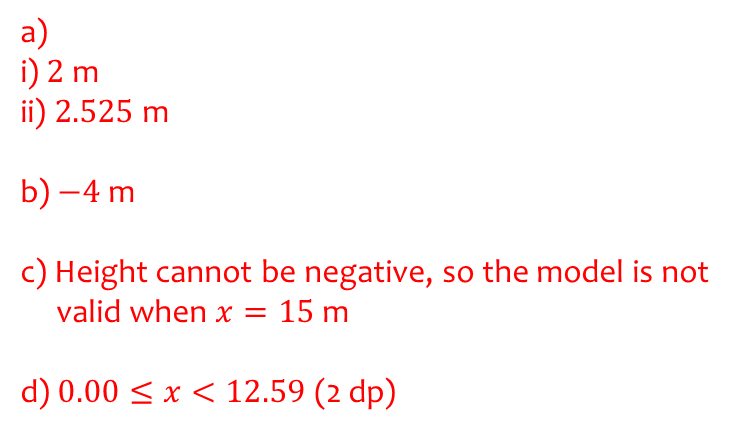 a)
i) 2 m
ii) 2.525 m
b) −4 m
c) Height cannot be negative, so the model is not
valid when x = 15 m
d) 0.00 ≤ x < 12.59 (2 dp)